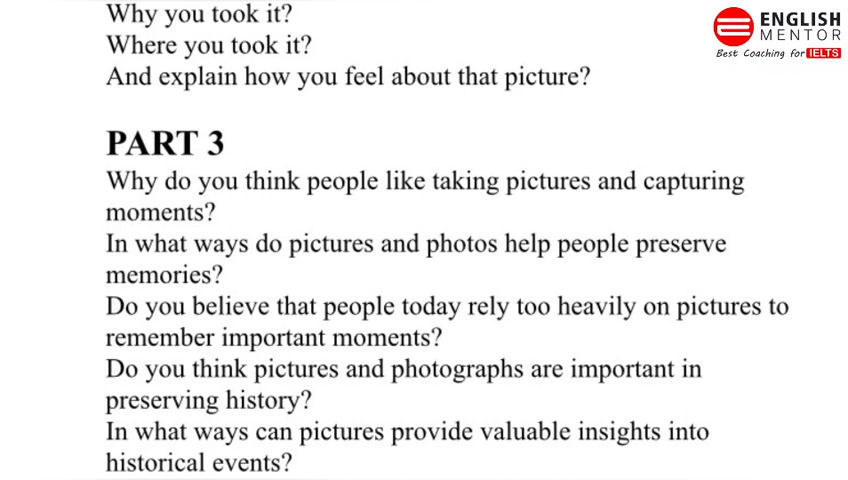 Why you took it?
Where you took it?
And explain how you feel about that picture?
ENGLISH
MENTOR
Best Coaching for IELTS
PART 3
Why do you think people like taking pictures and capturing
moments?
In what ways do pictures and photos help people preserve
memories?
Do you believe that people today rely too heavily on pictures to
remember important moments?
Do you think pictures and photographs are important in
preserving history?
In what ways can pictures provide valuable insights into
historical events?